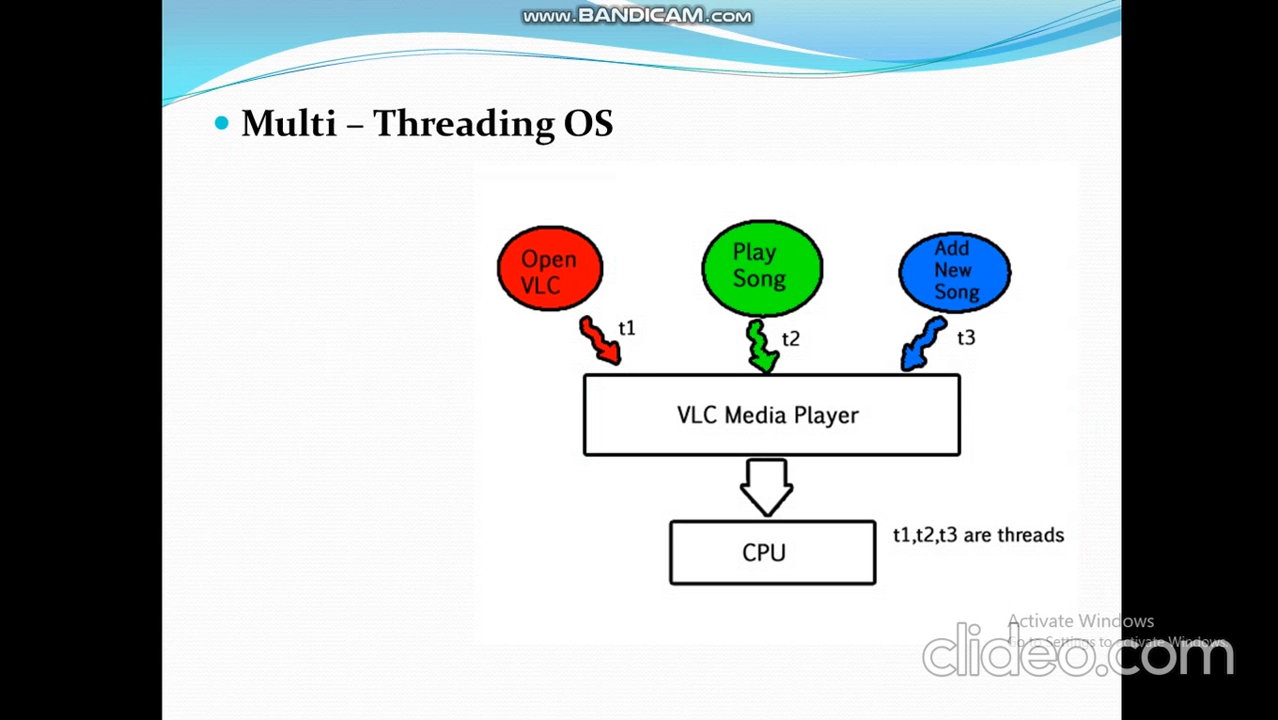 www.BANDICAM.com
Multi – Threading OS
Open
VLC
Play
Song
Add
New
Song
t1
t2
t3
VLC Media Player
CPU
t1,t2,t3 are threads
Activate Windows
Go to Settings to activate Windows.
clideo.com